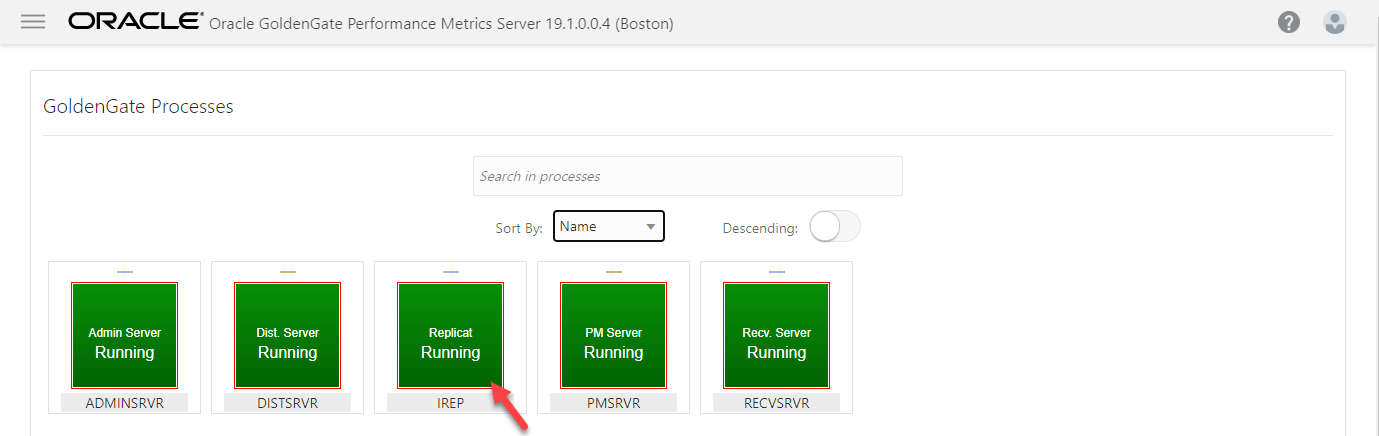 ORACLE® Oracle GoldenGate Performance Metrics Server 19.1.0.0.4 (Boston)
?
GoldenGate Processes
Search in processes
Sort By: Name Descending:
Admin Server Dist. Server Replicat PM Server Recv. Server
Running Running Running Running Running
ADMINSRVR DISTSRVR IREP PMSRVR RECVSRVR